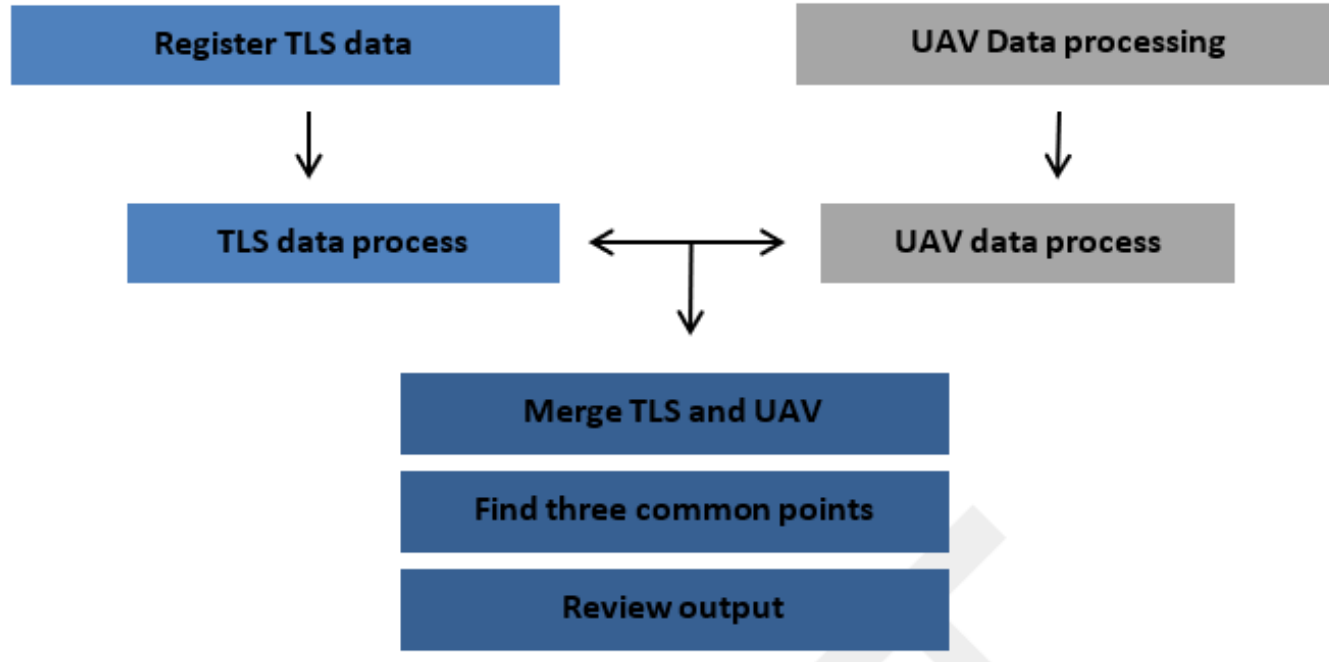 Register TLS data
UAV Data processing
TLS data process
UAV data process
Merge TLS and UAV
Find three common points
Review output